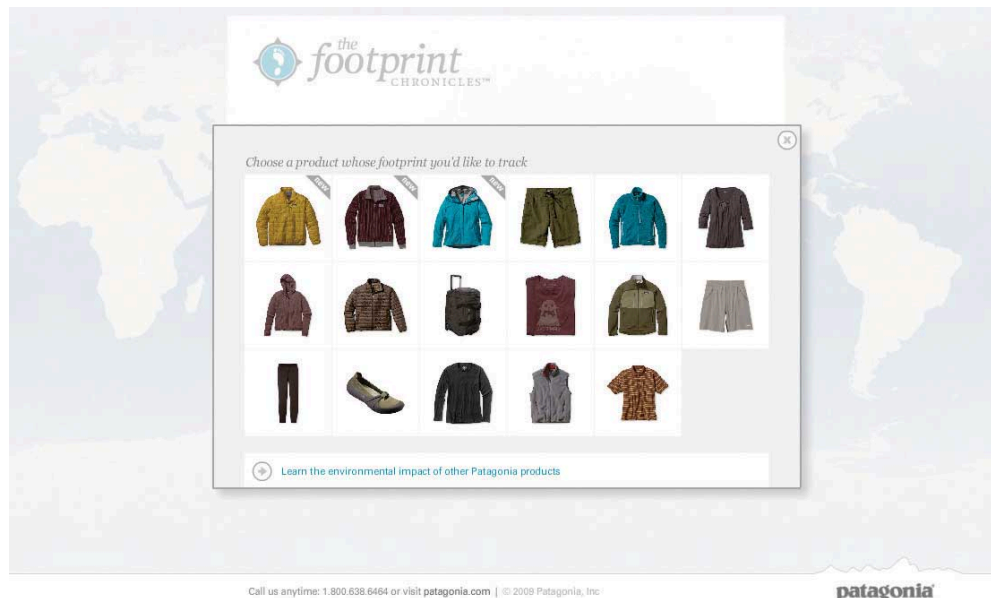 the
footprint
CHRONICLES™
Choose a product whose footprint you'd like to track
new new new
Learn the environmental impact of other Patagonia products
Call us anytime: 1.800.638.6464 or visit patagonia.com | © 2009 Patagonia, Inc
patagonia